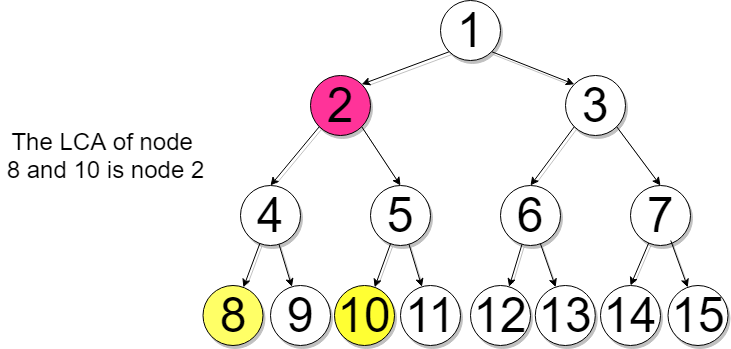 1
2 3
The LCA of node
8 and 10 is node 2
4 5 6 7
8 9 10 11 12 13 14 15